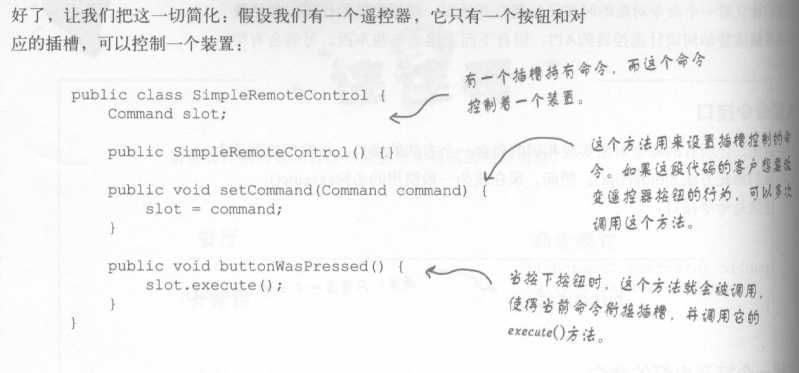 好了，让我们把这一切简化：假设我们有一个遥控器，它只有一个按钮和对
应的插槽，可以控制一个装置：
public class SimpleRemoteControl {
Command slot;
public SimpleRemoteControl() {}
public void setCommand(Command command) {
slot = command;
}
public void buttonWasPressed() {
slot.execute();
}
}
有一个插槽持有命令，而这个命令
控制着一个装置。
这个方法用来设置插槽控制的命
令。如果这段代码的客户想要改
变遥控器按钮的行为，可以多次
调用这个方法。
当按下按钮时，这个方法就会被调用，
使得当前命令衔接插槽，并调用它的
execute()方法。